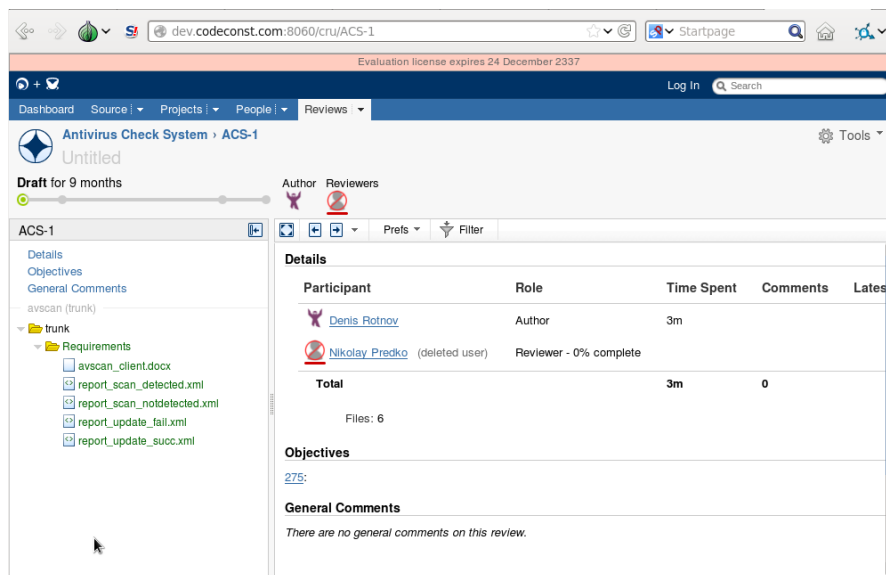 dev.codeconst.com:8060/cru/ACS-1
Startpage
Evaluation license expires 24 December 2337
+
Log In
Search
Dashboard Source Projects People Reviews
Antivirus Check System › ACS-1
Tools
Untitled
Draft for 9 months
Author Reviewers
ACS-1
Prefs Filter
Details
Objectives
General Comments
avscan (trunk)
trunk
Requirements
avscan_client.docx
report_scan_detected.xml
report_scan_notdetected.xml
report_update_fail.xml
report_update_succ.xml
Details
Participant Role Time Spent Comments Lates
Denis Rotnov Author 3m
Nikolay Predko (deleted user) Reviewer - 0% complete
Total 3m 0
Files: 6
Objectives
275:
General Comments
There are no general comments on this review.